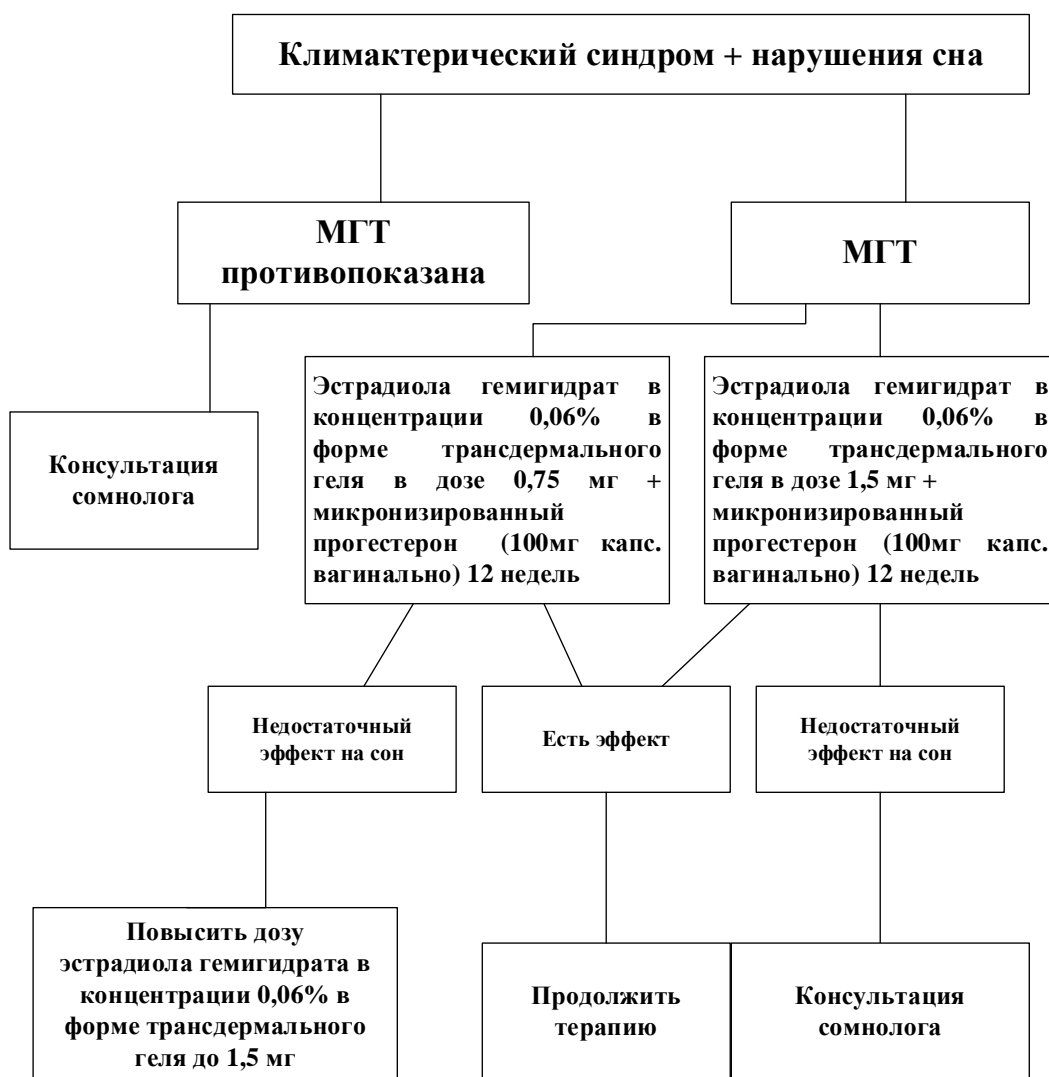 Климактерический синдром + нарушения сна
МГТ
противопоказана
МГТ
Консультация
сомнолога
Эстрадиола гемигидрат в
концентрации 0,06% в
форме трансдермального
геля в дозе 0,75 мг +
микронизированный
прогестерон (100мг капс.
вагинально) 12 недель
Эстрадиола гемигидрат в
концентрации 0,06% в
форме трансдермального
геля в дозе 1,5 мг +
микронизированный
прогестерон (100мг капс.
вагинально) 12 недель
Недостаточный
эффект на сон
Есть эффект
Недостаточный
эффект на сон
Повысить дозу
эстрадиола гемигидрата в
концентрации 0,06% в
форме трансдермального
геля до 1,5 мг
Продолжить
терапию
Консультация
сомнолога